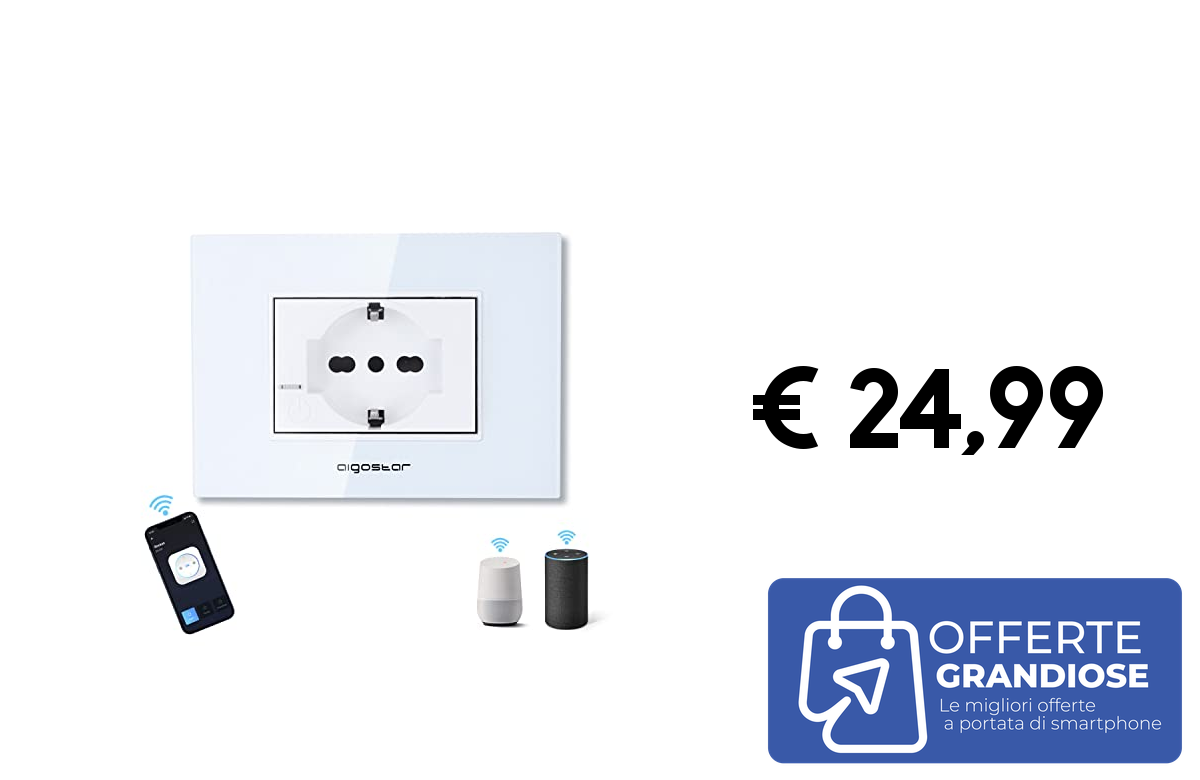 aigostar
€ 24,99
OFFERTE
GRANDIOSE
Le migliori offerte
a portata di smartphone